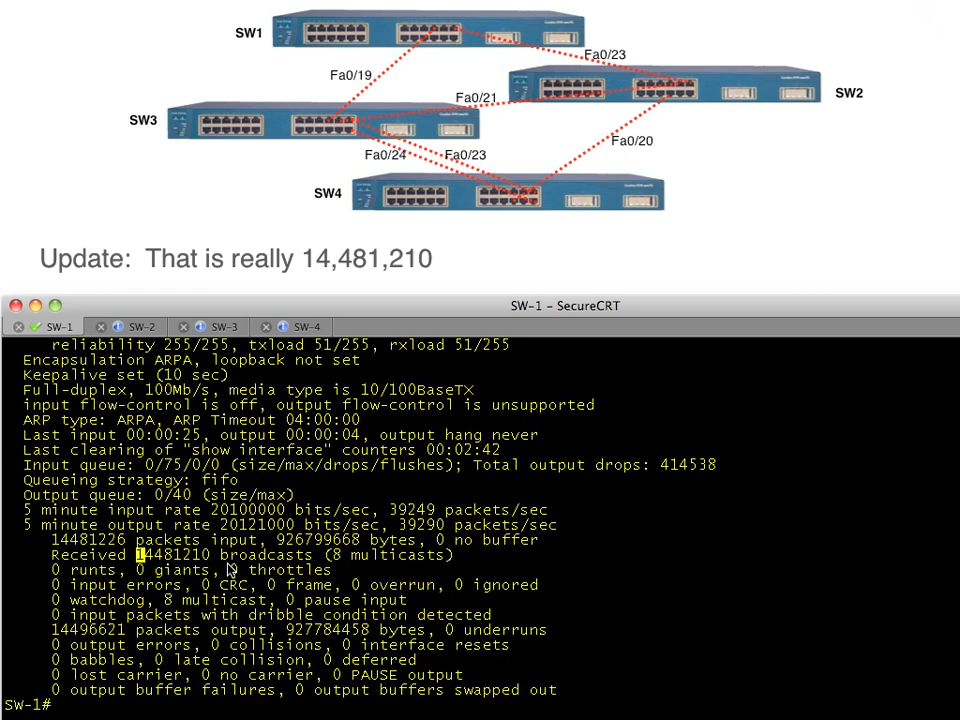 SW1
Fa0/23
Fa0/19
SW2
Fa0/21
SW3
Fa0/20
Fa0/24
Fa0/23
SW4
Update: That is really 14,481,210
SW-1 – SecureCRT
SW-1 SW-2 SW-3 SW-4
reliability 255/255, txload 51/255, rxload 51/255
Encapsulation ARPA, loopback not set
Keepalive set (10 sec)
Full-duplex, 100Mb/s, media type is 10/100BaseTX
input flow-control is off, output flow-control is unsupported
ARP type: ARPA, ARP Timeout 04:00:00
Last input 00:00:25, output 00:00:04, output hang never
Last clearing of "show interface" counters 00:02:42
Input queue: 0/75/0/0 (size/max/drops/flushes); Total output drops: 414538
Queueing strategy: fifo
Output queue: 0/40 (size/max)
5 minute input rate 20100000 bits/sec, 39249 packets/sec
5 minute output rate 20121000 bits/sec, 39290 packets/sec
14481226 packets input, 926799668 bytes, 0 no buffer
Received 14481210 broadcasts (8 multicasts)
0 runts, 0 giants, 0 throttles
0 input errors, 0 CRC, 0 frame, 0 overrun, 0 ignored
0 watchdog, 8 multicast, 0 pause input
0 input packets with dribble condition detected
14496621 packets output, 927784458 bytes, 0 underruns
0 output errors, 0 collisions, 0 interface resets
0 babbles, 0 late collision, 0 deferred
0 lost carrier, 0 no carrier, 0 PAUSE output
0 output buffer failures, 0 output buffers swapped out
SW-1#